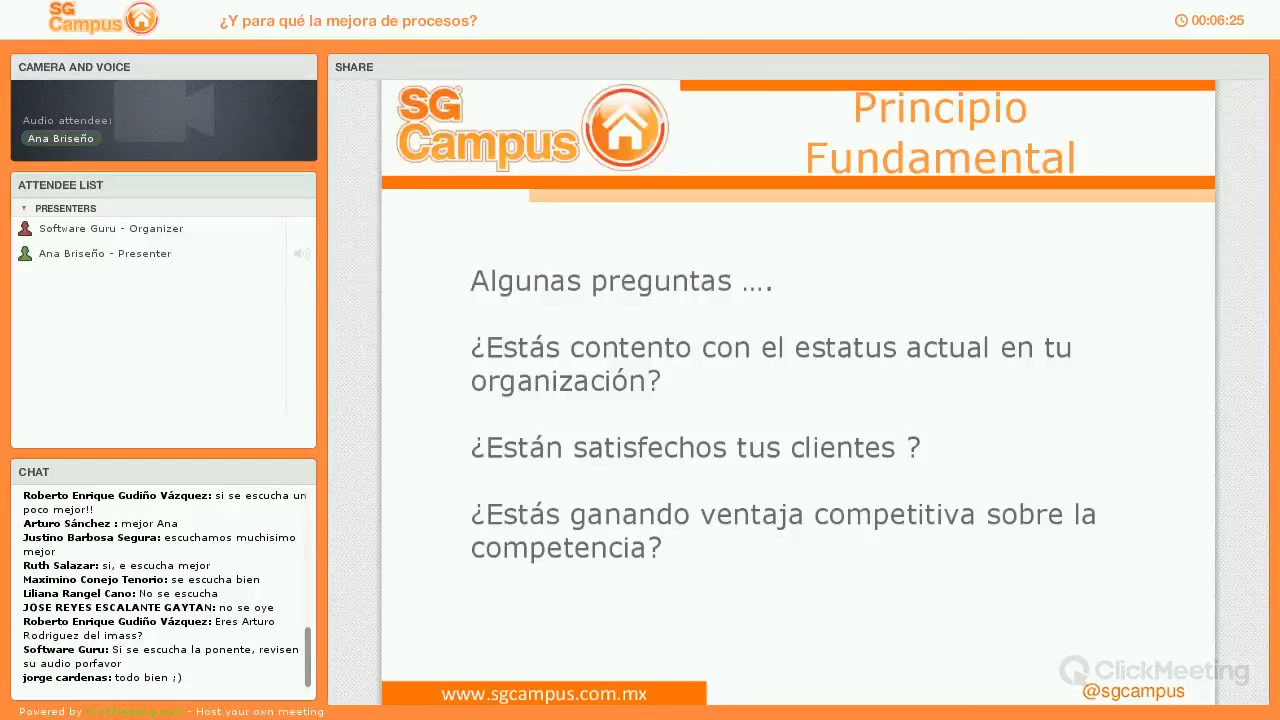 SG
Campus
¿Y para qué la mejora de procesos?
00:06:25
CAMERA AND VOICE
Audio attendee:
Ana Briseño
ATTENDEE LIST
PRESENTERS
Software Guru - Organizer
Ana Briseño - Presenter
CHAT
Roberto Enrique Gudiño Vázquez: si se escucha un
poco mejor!!
Arturo Sánchez : mejor Ana
Justino Barbosa Segura: escuchamos muchisimo
mejor
Ruth Salazar: si, e escucha mejor
Maximino Conejo Tenorio: se escucha bien
Liliana Rangel Cano: No se escucha
JOSE REYES ESCALANTE GAYTAN: no se oye
Roberto Enrique Gudiño Vázquez: Eres Arturo
Rodriguez del imass?
Software Guru: Si se escucha la ponente, revisen
su audio porfavor
jorge cardenas: todo bien ;)
Powered by ClickMeeting.com - Host your own meeting
SHARE
SG
Campus
Principio
Fundamental
Algunas preguntas ....
¿Estás contento con el estatus actual en tu
organización?
¿Están satisfechos tus clientes ?
¿Estás ganando ventaja competitiva sobre la
competencia?
ClickMeeting
www.sgcampus.com.mx
@sgcampus